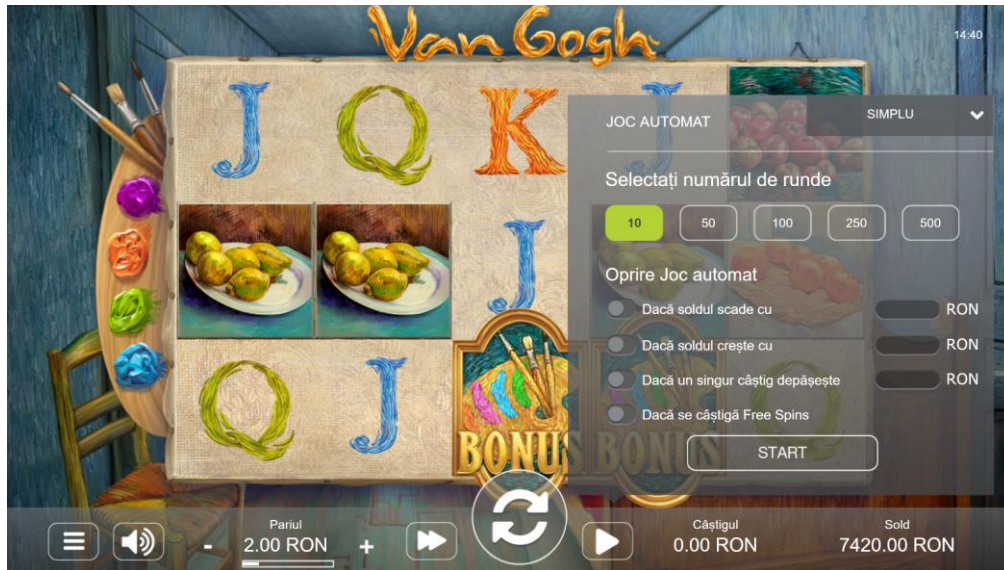 Van Gogh
14:40
J Q K J
JOC AUTOMAT
SIMPLU
Selectați numărul de runde
10 50 100 250 500
Oprire Joc automat
Dacă soldul scade cu RON
J
Dacă soldul crește cu RON
Dacă un singur câștig depășește RON
Dacă se câștigă Free Spins
Q J BONUS BONUS Q
START
Pariul
2.00 RON
- +
Câștigul
0.00 RON
Sold
7420.00 RON